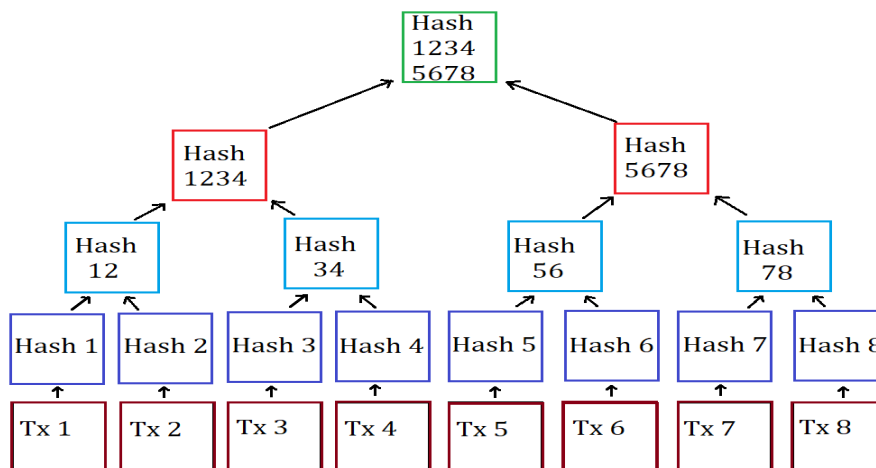 Hash
1234
5678
Hash
1234
Hash
5678
Hash
12
Hash
34
Hash
56
Hash
78
Hash 1
Hash 2
Hash 3
Hash 4
Hash 5
Hash 6
Hash 7
Hash 8
Tx 1
Tx 2
Tx 3
Tx 4
Tx 5
Tx 6
Tx 7
Tx 8